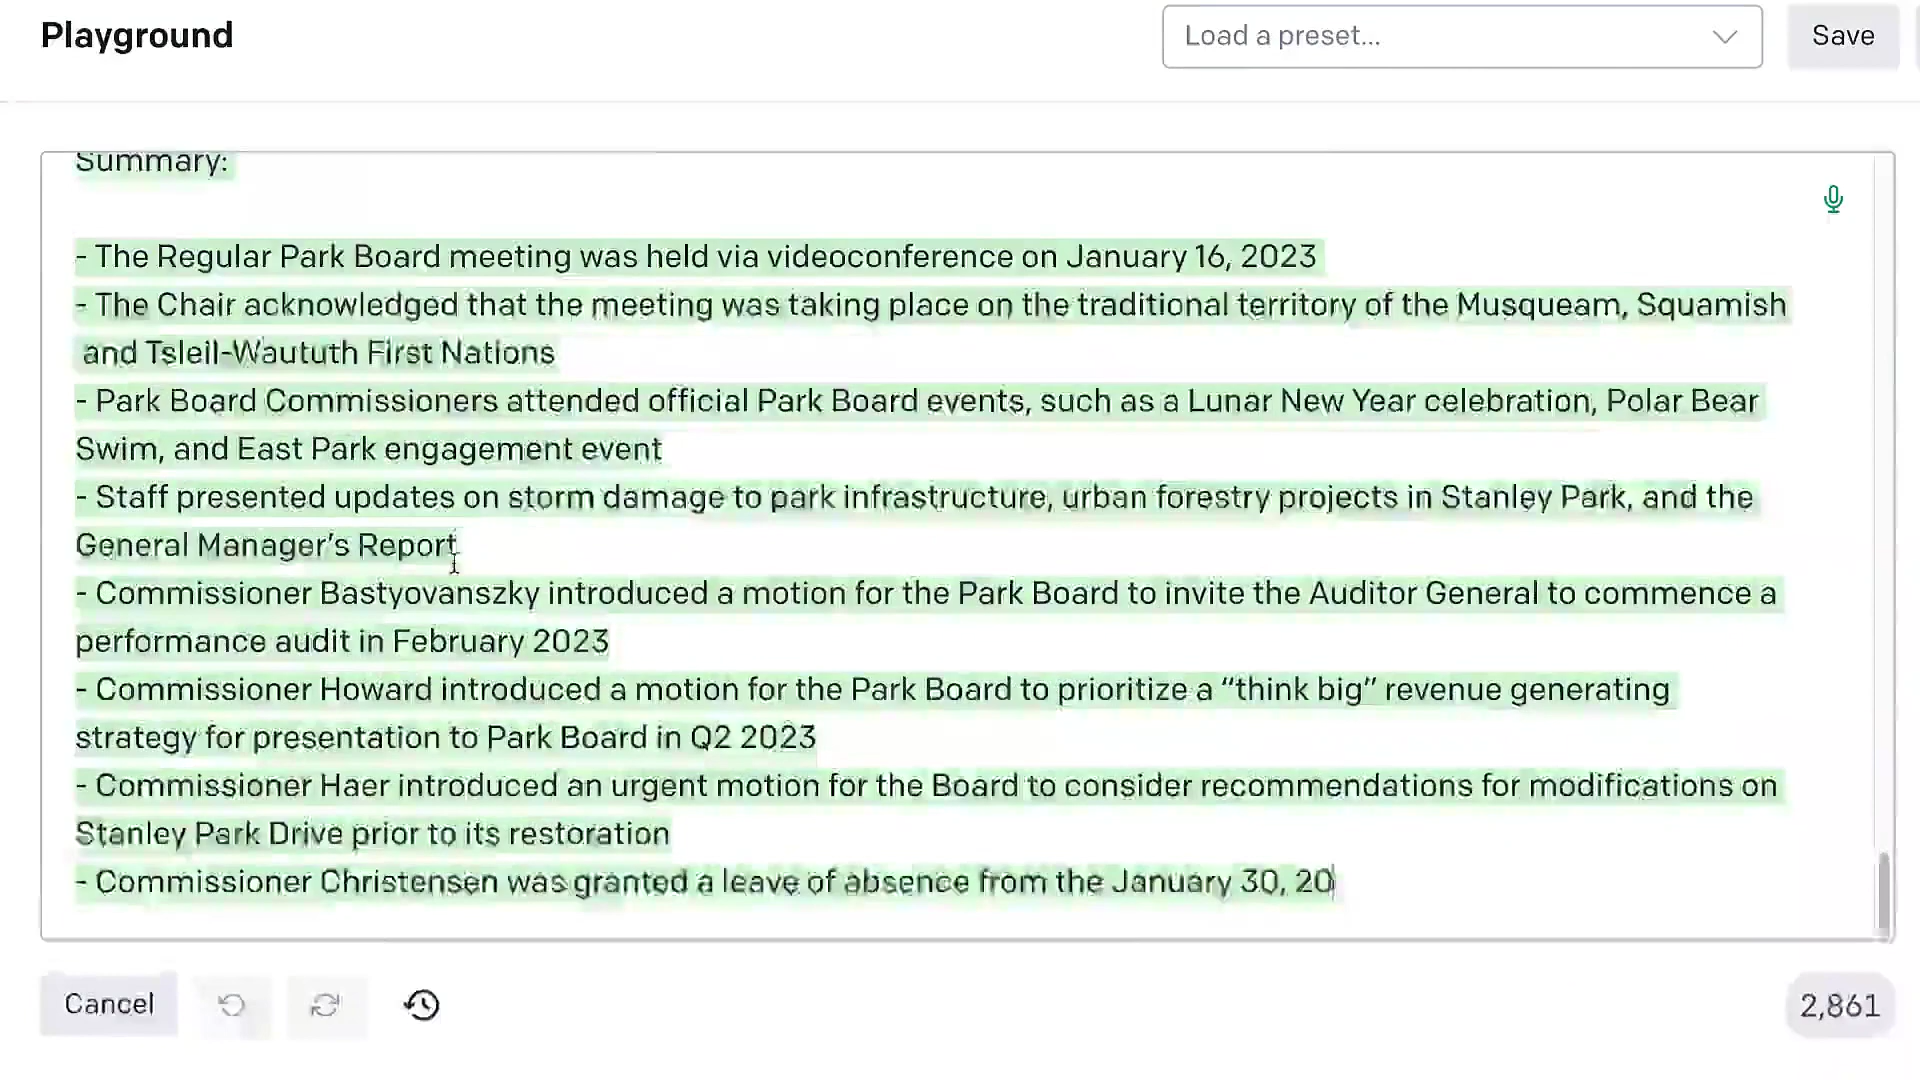 Playground
Load a preset...
Save
Summary:
- The Regular Park Board meeting was held via videoconference on January 16, 2023
- The Chair acknowledged that the meeting was taking place on the traditional territory of the Musqueam, Squamish
and Tsleil-Waututh First Nations
- Park Board Commissioners attended official Park Board events, such as a Lunar New Year celebration, Polar Bear
Swim, and East Park engagement event
- Staff presented updates on storm damage to park infrastructure, urban forestry projects in Stanley Park, and the
General Manager’s Report
- Commissioner Bastyovanszky introduced a motion for the Park Board to invite the Auditor General to commence a
performance audit in February 2023
- Commissioner Howard introduced a motion for the Park Board to prioritize a “think big” revenue generating
strategy for presentation to Park Board in Q2 2023
- Commissioner Haer introduced an urgent motion for the Board to consider recommendations for modifications on
Stanley Park Drive prior to its restoration
- Commissioner Christensen was granted a leave of absence from the January 30, 20
Cancel
2,861